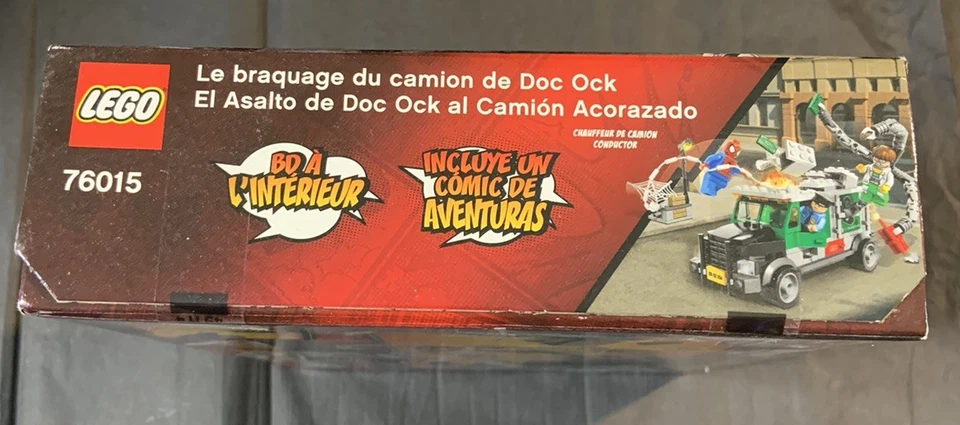 LEGO
Le braquage du camion de Doc Ock
El Asalto de Doc Ock al Camión Acorazado
76015
BD À
L'INTÉRIEUR
INCLUYE UN
CÓMIC DE
AVENTURAS
CHAUFFEUR DE CAMION
CONDUCTOR